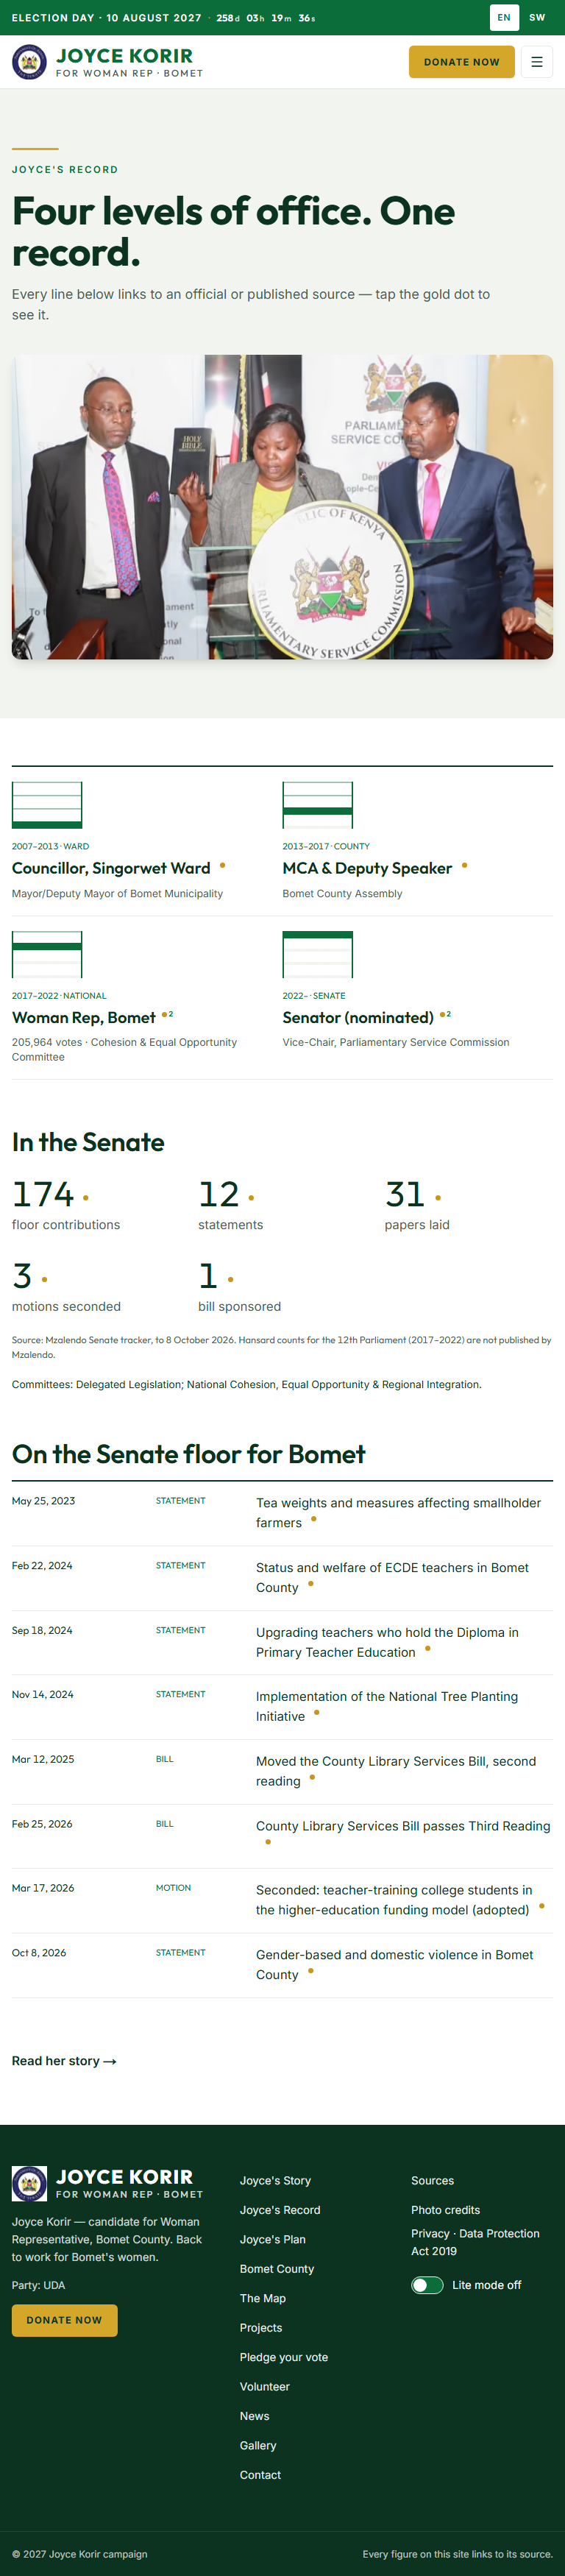 ELECTION DAY · 10 AUGUST 2027 · 258d 03h 19m 36s
EN SW
JOYCE KORIR
FOR WOMAN REP · BOMET
DONATE NOW
JOYCE'S RECORD
Four levels of office. One
record.
Every line below links to an official or published source — tap the gold dot to
see it.
HOLY
BIBLE
PARLIAM
SERVICE CO
OF KENYA
PARLIAMENTARY SERVICE COMMISSION
2007–2013 · WARD
Councillor, Singorwet Ward
Mayor/Deputy Mayor of Bomet Municipality
2013–2017 · COUNTY
MCA & Deputy Speaker
Bomet County Assembly
2017–2022 · NATIONAL
Woman Rep, Bomet 2
205,964 votes · Cohesion & Equal Opportunity
Committee
2022– · SENATE
Senator (nominated) 2
Vice-Chair, Parliamentary Service Commission
In the Senate
174
floor contributions
12
statements
31
papers laid
3
motions seconded
1
bill sponsored
Source: Mzalendo Senate tracker, to 8 October 2026. Hansard counts for the 12th Parliament (2017–2022) are not published by
Mzalendo.
Committees: Delegated Legislation; National Cohesion, Equal Opportunity & Regional Integration.
On the Senate floor for Bomet
May 25, 2023 STATEMENT Tea weights and measures affecting smallholder
farmers
Feb 22, 2024 STATEMENT Status and welfare of ECDE teachers in Bomet
County
Sep 18, 2024 STATEMENT Upgrading teachers who hold the Diploma in
Primary Teacher Education
Nov 14, 2024 STATEMENT Implementation of the National Tree Planting
Initiative
Mar 12, 2025 BILL Moved the County Library Services Bill, second
reading
Feb 25, 2026 BILL County Library Services Bill passes Third Reading
Mar 17, 2026 MOTION Seconded: teacher-training college students in
the higher-education funding model (adopted)
Oct 8, 2026 STATEMENT Gender-based and domestic violence in Bomet
County
Read her story →
JOYCE KORIR
FOR WOMAN REP · BOMET
Joyce Korir — candidate for Woman
Representative, Bomet County. Back
to work for Bomet's women.
Party: UDA
DONATE NOW
Joyce's Story
Joyce's Record
Joyce's Plan
Bomet County
The Map
Projects
Pledge your vote
Volunteer
News
Gallery
Contact
Sources
Photo credits
Privacy · Data Protection
Act 2019
Lite mode off
© 2027 Joyce Korir campaign
Every figure on this site links to its source.